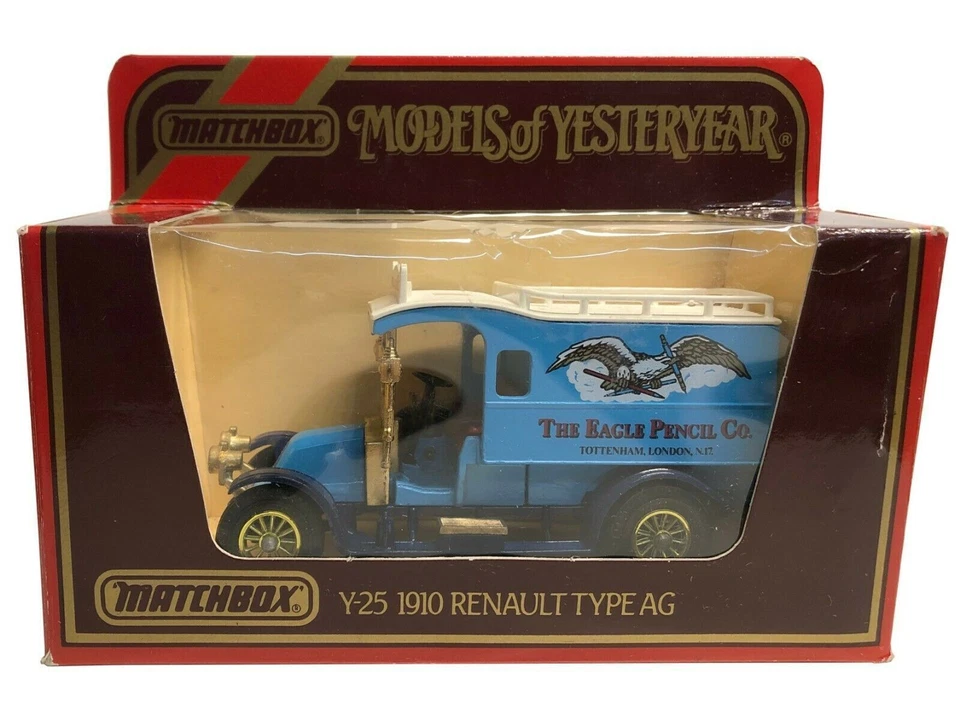 MATCHBOX® MODELS of YESTERYEAR®
THE EAGLE PENCIL CO.
TOTTENHAM, LONDON, N.17.
MATCHBOX® Y-25 1910 RENAULT TYPE AG